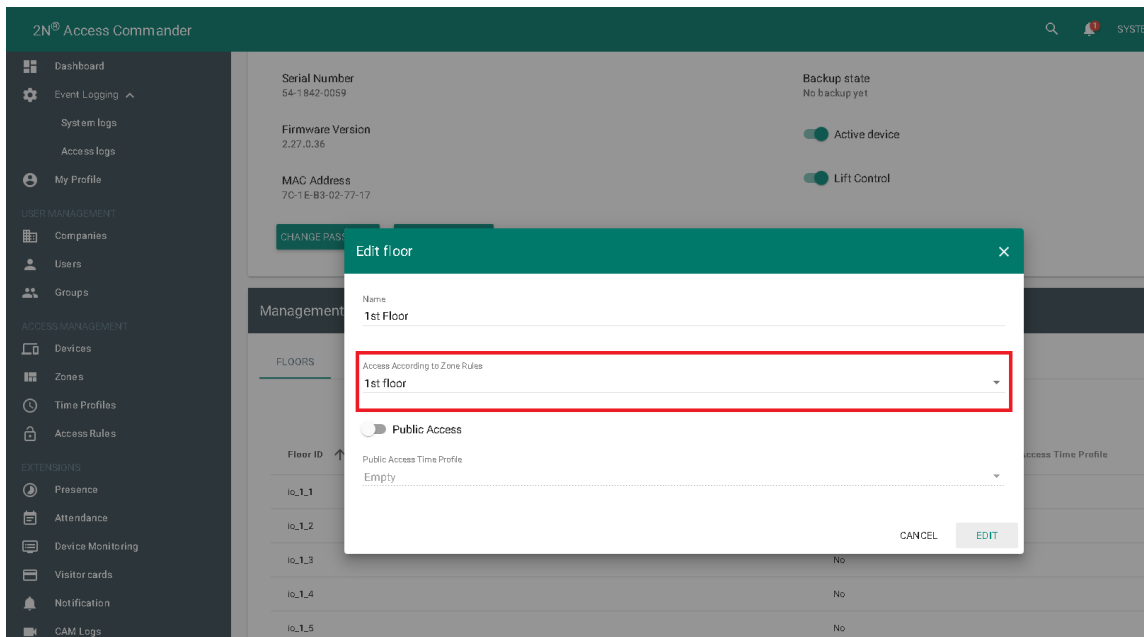 2N® Access Commander
1
SYSTE
Dashboard
Event Logging
System logs
Access logs
My Profile
USER MANAGEMENT
Companies
Users
Groups
ACCESS MANAGEMENT
Devices
Zones
Time Profiles
Access Rules
EXTENSIONS
Presence
Attendance
Device Monitoring
Visitor cards
Notification
CAM Logs
Serial Number
54-1842-0059
Firmware Version
2.27.0.36
MAC Address
7C-1E-B3-02-77-17
Backup state
No backup yet
Active device
Lift Control
CHANGE PASS
Management
FLOORS
Floor ID
ccess Time Profile
io_1_1
io_1_2
io_1_3
No
io_1_4
No
io_1_5
No
Edit floor
Name
1st Floor
Access According to Zone Rules
1st floor
Public Access
Public Access Time Profile
Empty
CANCEL
EDIT